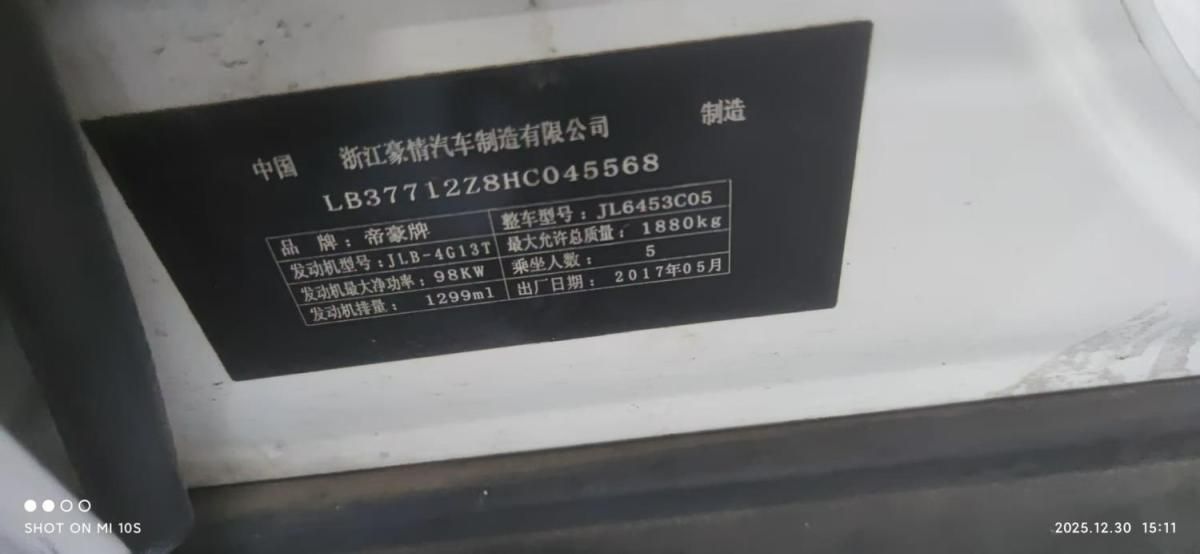 中国 浙江豪情汽车制造有限公司 制造
LB37712Z8HC045568
品 牌：帝豪牌 整车型号：JL6453C05
发动机型号：JLB-4G13T 最大允许总质量：1880kg
发动机最大净功率：98KW 乘坐人数： 5
发动机排量： 1299ml 出厂日期： 2017年05月
SHOT ON MI 10S
2025.12.30 15:11